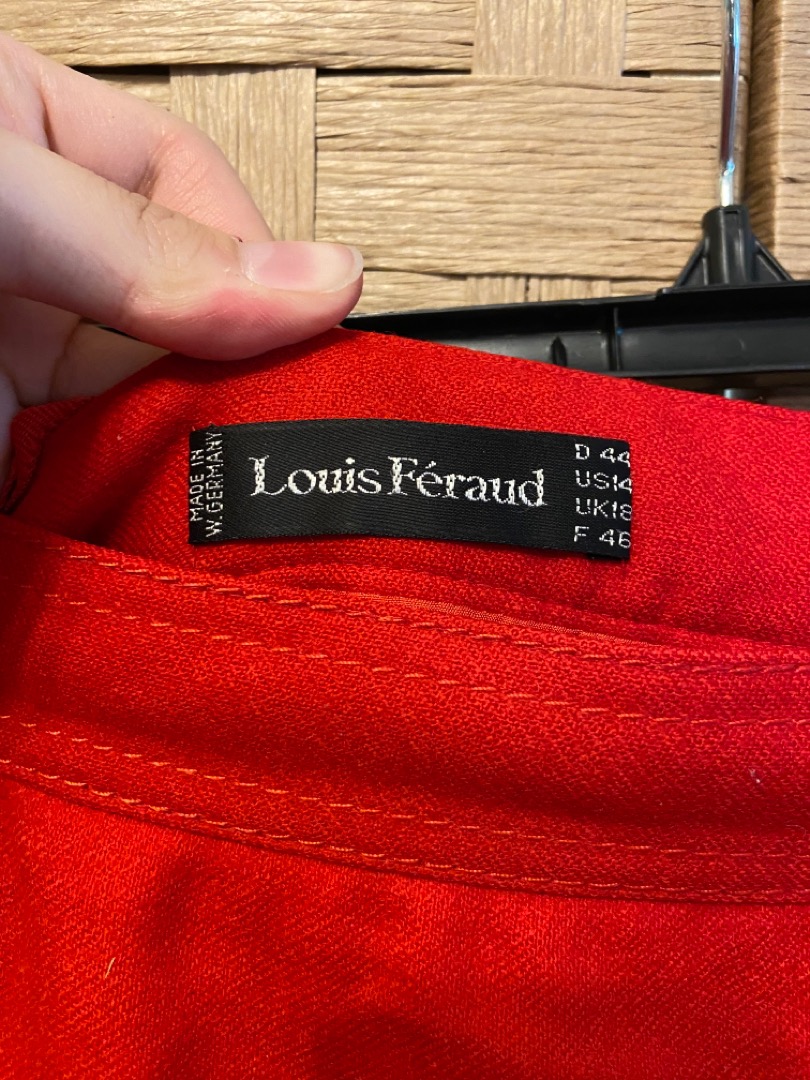 MADE IN
W. GERMANY
Louis Féraud
D 44
US14
UK18
F 46